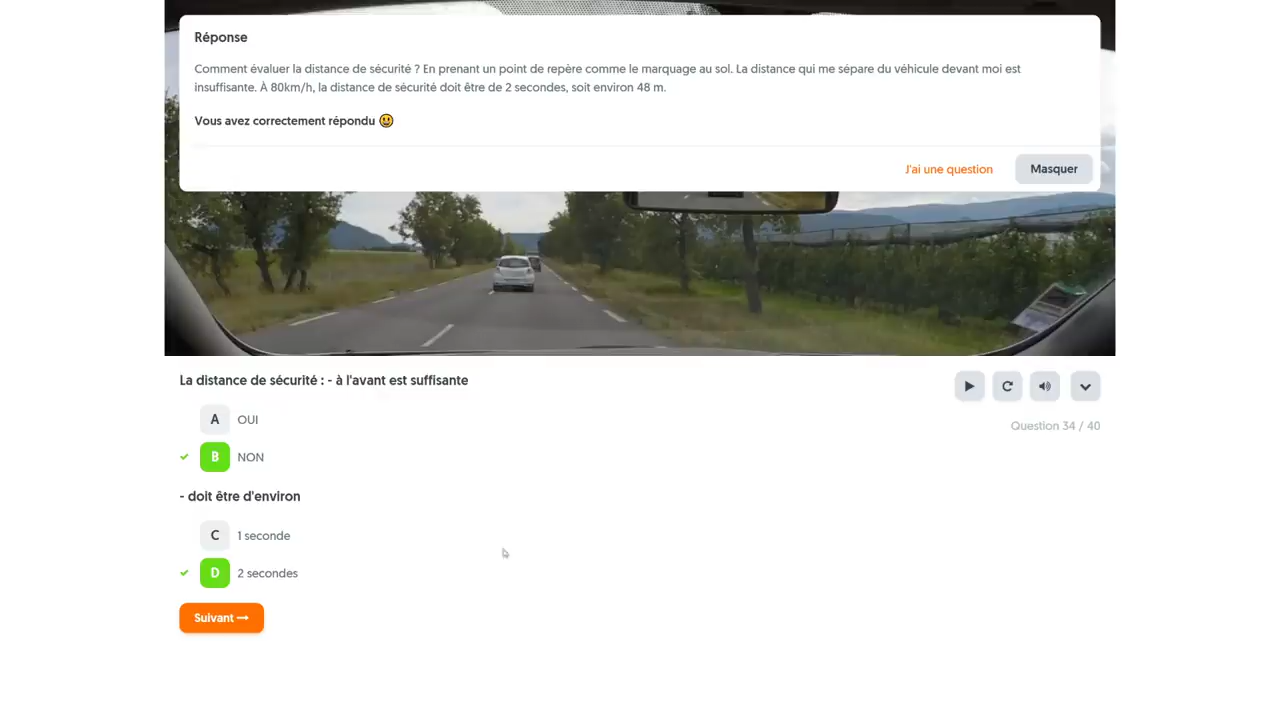 Réponse
Comment évaluer la distance de sécurité ? En prenant un point de repère comme le marquage au sol. La distance qui me sépare du véhicule devant moi est
insuffisante. À 80km/h, la distance de sécurité doit être de 2 secondes, soit environ 48 m.
Vous avez correctement répondu 😃
J'ai une question
Masquer
La distance de sécurité : - à l'avant est suffisante
A OUI
Question 34 / 40
B NON
- doit être d'environ
C 1 seconde
D 2 secondes
Suivant →